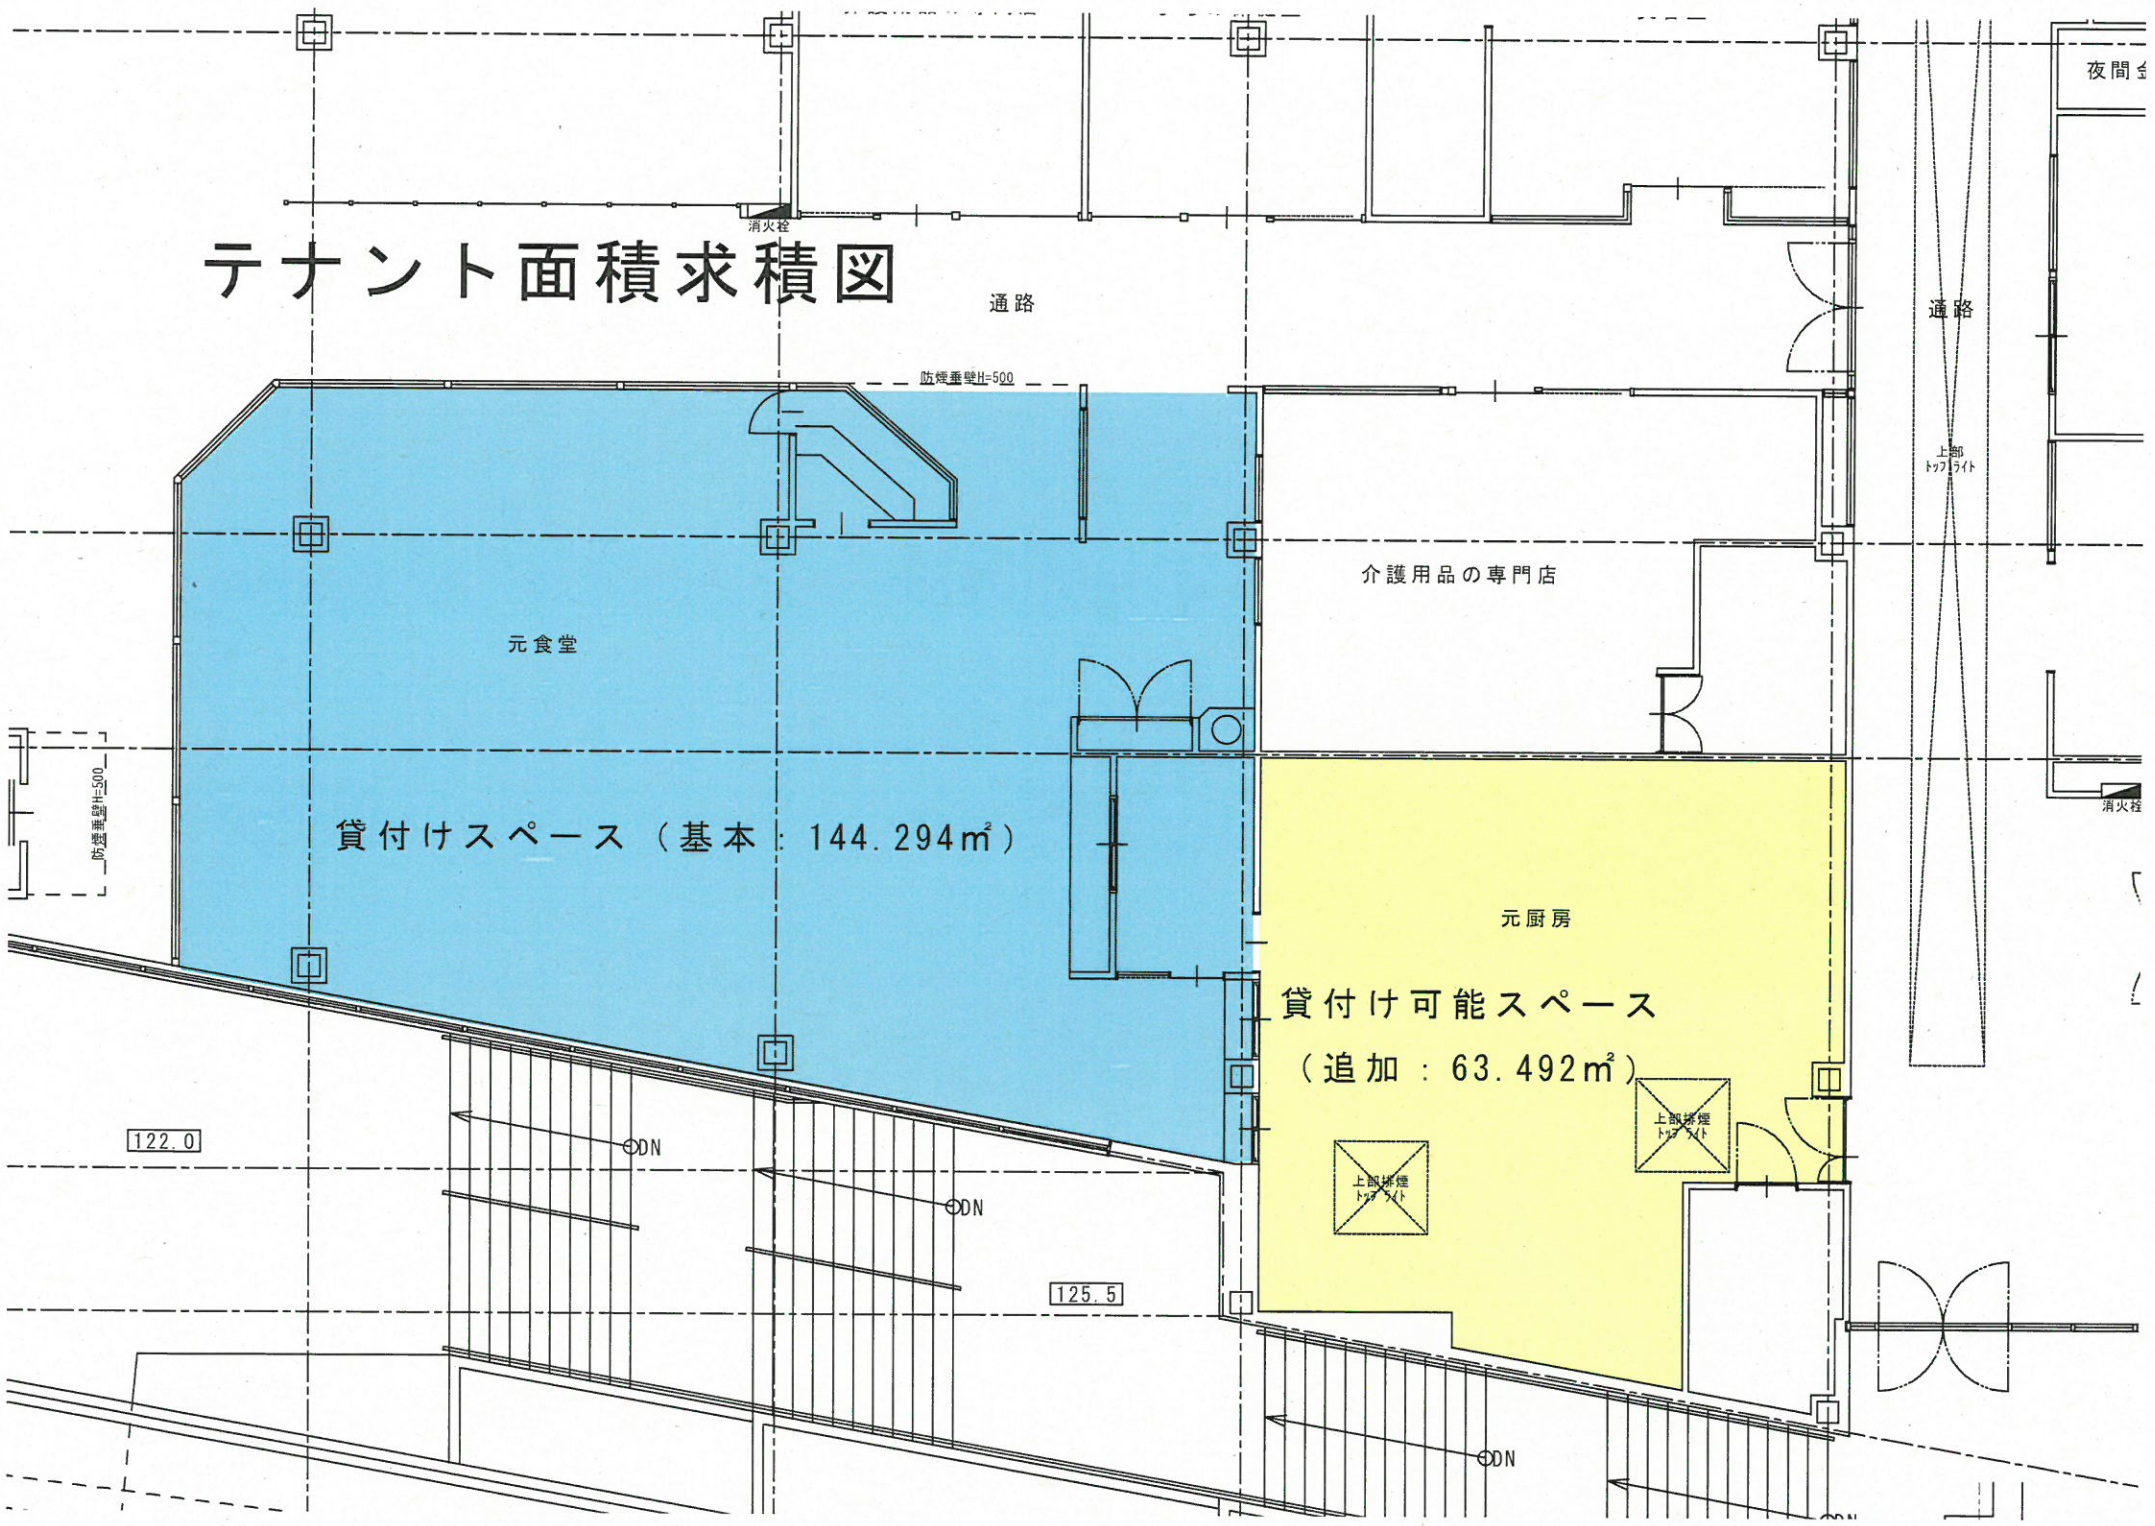 夜間
消火栓
テナント面積求積図
通路
通路
防煙垂壁H=500
上部
トップライト
介護用品の専門店
元食堂
防煙垂壁H=500
消火栓
貸付けスペース（基本：144.294㎡）
元厨房
貸付け可能スペース
（追加：63.492㎡）
上部排煙
トップライト
上部排煙
トップライト
122.0
DN
DN
125.5
DN
DN